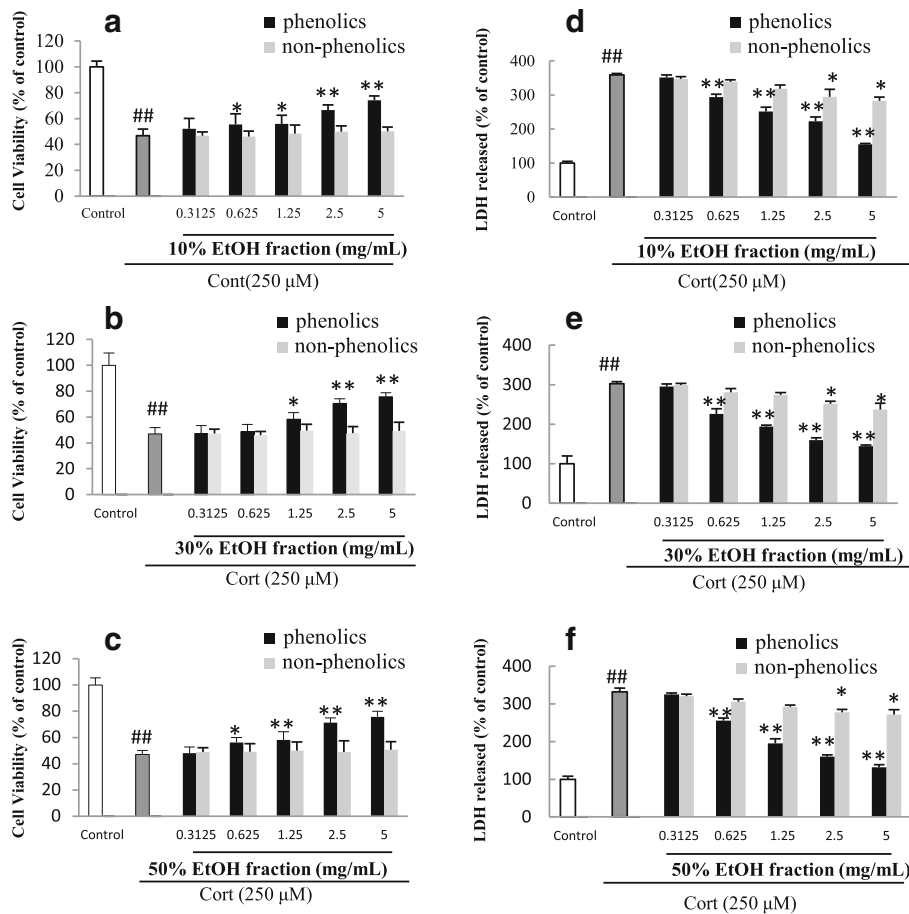 a
phenolics
non-phenolics
Cell Viability (% of control)
120
100
80
60
40
20
0
##
*
*
**
**
Control
0.3125
0.625
1.25
2.5
5
10% EtOH fraction (mg/mL)
Cont(250 μM)
d
phenolics
non-phenolics
LDH released (% of control)
400
300
200
100
0
##
**
**
**
*
**
*
Control
0.3125
0.625
1.25
2.5
5
10% EtOH fraction (mg/mL)
Cort(250 μM)
b
phenolics
non-phenolics
Cell Viability (% of control)
120
100
80
60
40
20
0
##
*
**
**
Control
0.3125
0.625
1.25
2.5
5
30% EtOH fraction (mg/mL)
Cort (250 μM)
e
phenolics
non-phenolics
LDH released (% of control)
400
300
200
100
0
##
**
**
**
*
**
*
Control
0.3125
0.625
1.25
2.5
5
30% EtOH fraction (mg/mL)
Cort (250 μM)
c
phenolics
non-phenolics
Cell Viability (% of control)
120
100
80
60
40
20
0
##
*
**
**
**
Control
0.3125
0.625
1.25
2.5
5
50% EtOH fraction (mg/mL)
Cort (250 μM)
f
phenolics
non-phenolics
LDH released (% of control)
400
300
200
100
0
##
**
**
**
*
**
*
Control
0.3125
0.625
1.25
2.5
5
50% EtOH fraction (mg/mL)
Cort (250 μM)